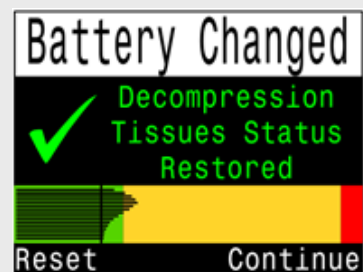 Battery Changed
Decompression
Tissues Status
Restored
Reset Continue